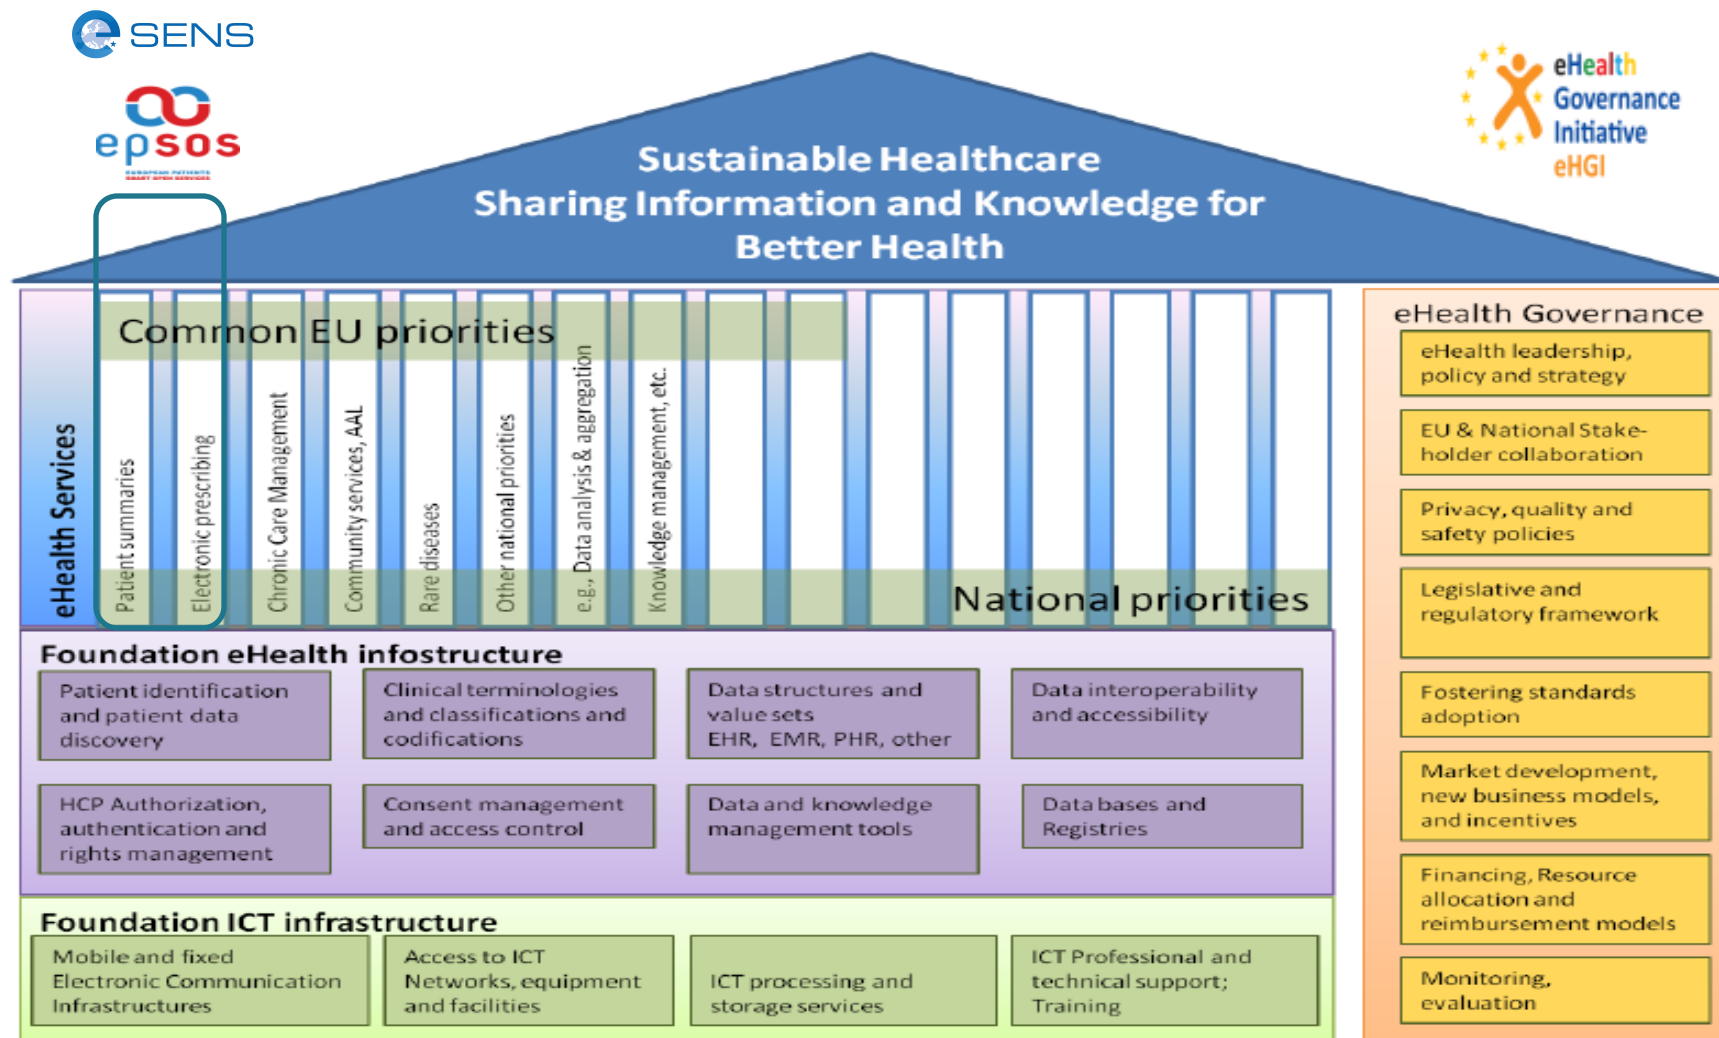 e SENS
epsos
EUROPEAN PATIENTS
SMART OPEN SERVICES
eHealth
Governance
Initiative
eHGI
Sustainable Healthcare
Sharing Information and Knowledge for
Better Health
eHealth Services
Common EU priorities
Patient summaries
Electronic prescribing
Chronic Care Management
Community services, AAL
Rare diseases
Other national priorities
e.g., Data analysis & aggregation
Knowledge management, etc.
National priorities
Foundation eHealth infostructure
Patient identification
and patient data
discovery
Clinical terminologies
and classifications and
codifications
Data structures and
value sets
EHR, EMR, PHR, other
Data interoperability
and accessibility
HCP Authorization,
authentication and
rights management
Consent management
and access control
Data and knowledge
management tools
Data bases and
Registries
Foundation ICT infrastructure
Mobile and fixed
Electronic Communication
Infrastructures
Access to ICT
Networks, equipment
and facilities
ICT processing and
storage services
ICT Professional and
technical support;
Training
eHealth Governance
eHealth leadership,
policy and strategy
EU & National Stake-
holder collaboration
Privacy, quality and
safety policies
Legislative and
regulatory framework
Fostering standards
adoption
Market development,
new business models,
and incentives
Financing, Resource
allocation and
reimbursement models
Monitoring,
evaluation